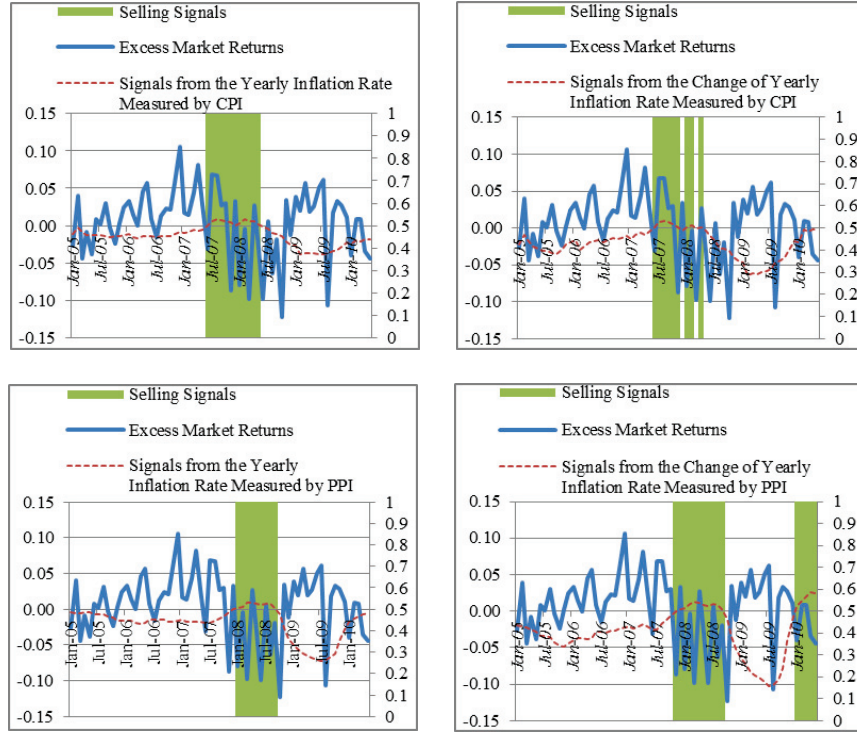 Selling Signals
Excess Market Returns
Signals from the Yearly Inflation Rate
Measured by CPI
0.15
0.10
0.05
0.00
-0.05
-0.10
-0.15
1
0.9
0.8
0.7
0.6
0.5
0.4
0.3
0.2
0.1
0
Jan-05
Jul-05
Jan-06
Jul-06
Jan-07
Jul-07
Jan-08
Jul-08
Jan-09
Jul-09
Jan-10
Selling Signals
Excess Market Returns
Signals from the Change of Yearly
Inflation Rate Measured by CPI
0.15
0.10
0.05
0.00
-0.05
-0.10
-0.15
1
0.9
0.8
0.7
0.6
0.5
0.4
0.3
0.2
0.1
0
Jan-05
Jul-05
Jan-06
Jul-06
Jan-07
Jul-07
Jan-08
Jul-08
Jan-09
Jul-09
Jan-10
Selling Signals
Excess Market Returns
Signals from the Yearly
Inflation Rate Measured by PPI
0.15
0.10
0.05
0.00
-0.05
-0.10
-0.15
1
0.9
0.8
0.7
0.6
0.5
0.4
0.3
0.2
0.1
0
Jan-05
Jul-05
Jan-06
Jul-06
Jan-07
Jul-07
Jan-08
Jul-08
Jan-09
Jul-09
Jan-10
Selling Signals
Excess Market Returns
Signals from the Change of Yearly
Inflation Rate Measured by PPI
0.15
0.10
0.05
0.00
-0.05
-0.10
-0.15
1
0.9
0.8
0.7
0.6
0.5
0.4
0.3
0.2
0.1
0
Jan-05
Jul-05
Jan-06
Jul-06
Jan-07
Jul-07
Jan-08
Jul-08
Jan-09
Jul-09
Jan-10